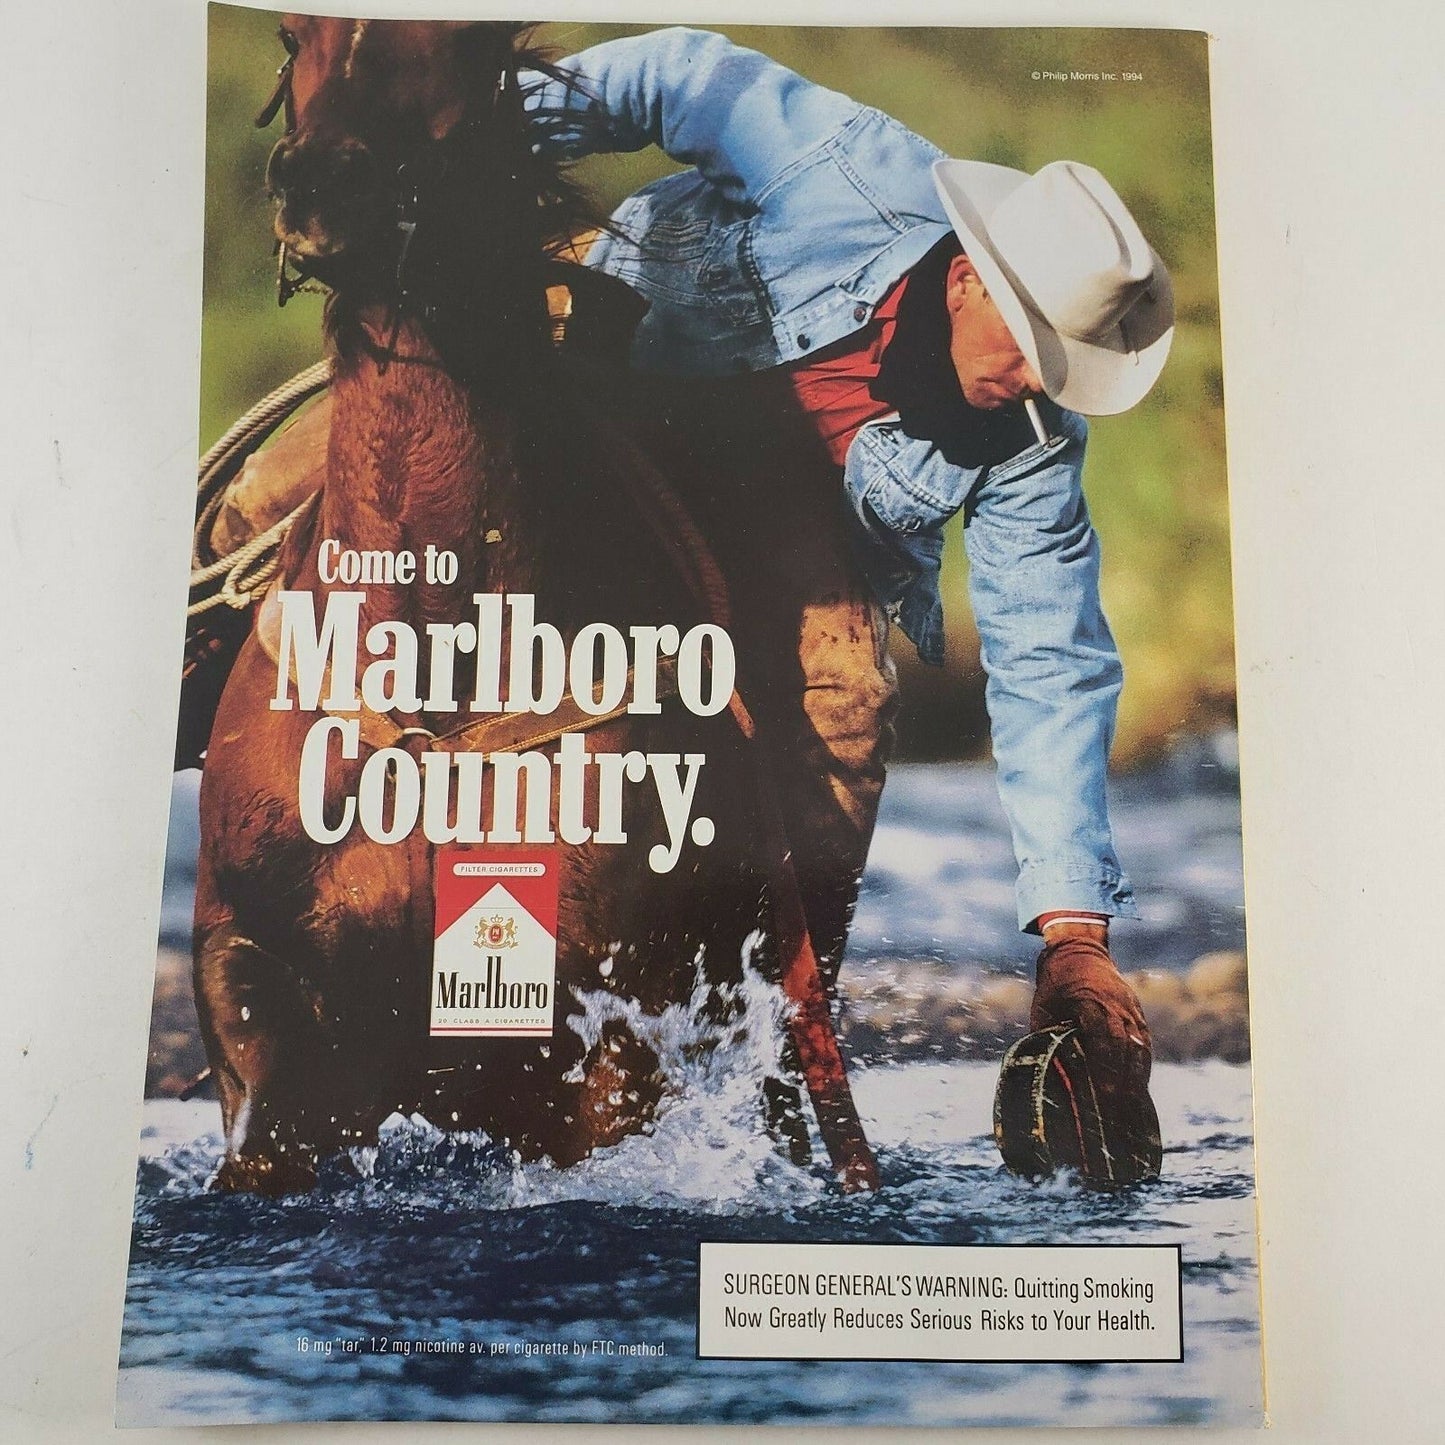 © Philip Morris Inc. 1994
Come to
Marlboro
Country.
FILTER CIGARETTES
Marlboro
20 CLASS A CIGARETTES
SURGEON GENERAL'S WARNING: Quitting Smoking
Now Greatly Reduces Serious Risks to Your Health.
16 mg "tar," 1.2 mg nicotine av. per cigarette by FTC method.